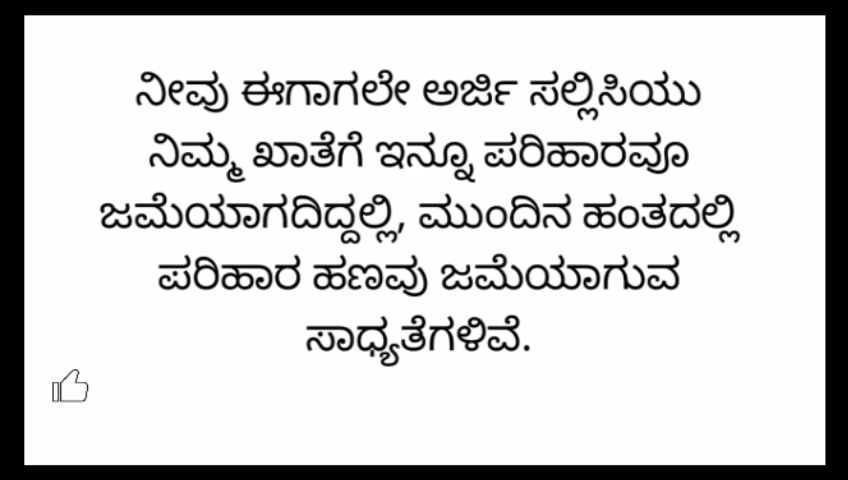 ನೀವು ಈಗಾಗಲೇ ಅರ್ಜಿ ಸಲ್ಲಿಸಿಯು
ನಿಮ್ಮ ಖಾತೆಗೆ ಇನ್ನೂ ಪರಿಹಾರವೂ
ಜಮೆಯಾಗದಿದ್ದಲ್ಲಿ, ಮುಂದಿನ ಹಂತದಲ್ಲಿ
ಪರಿಹಾರ ಹಣವು ಜಮೆಯಾಗುವ
ಸಾಧ್ಯತೆಗಳಿವೆ.